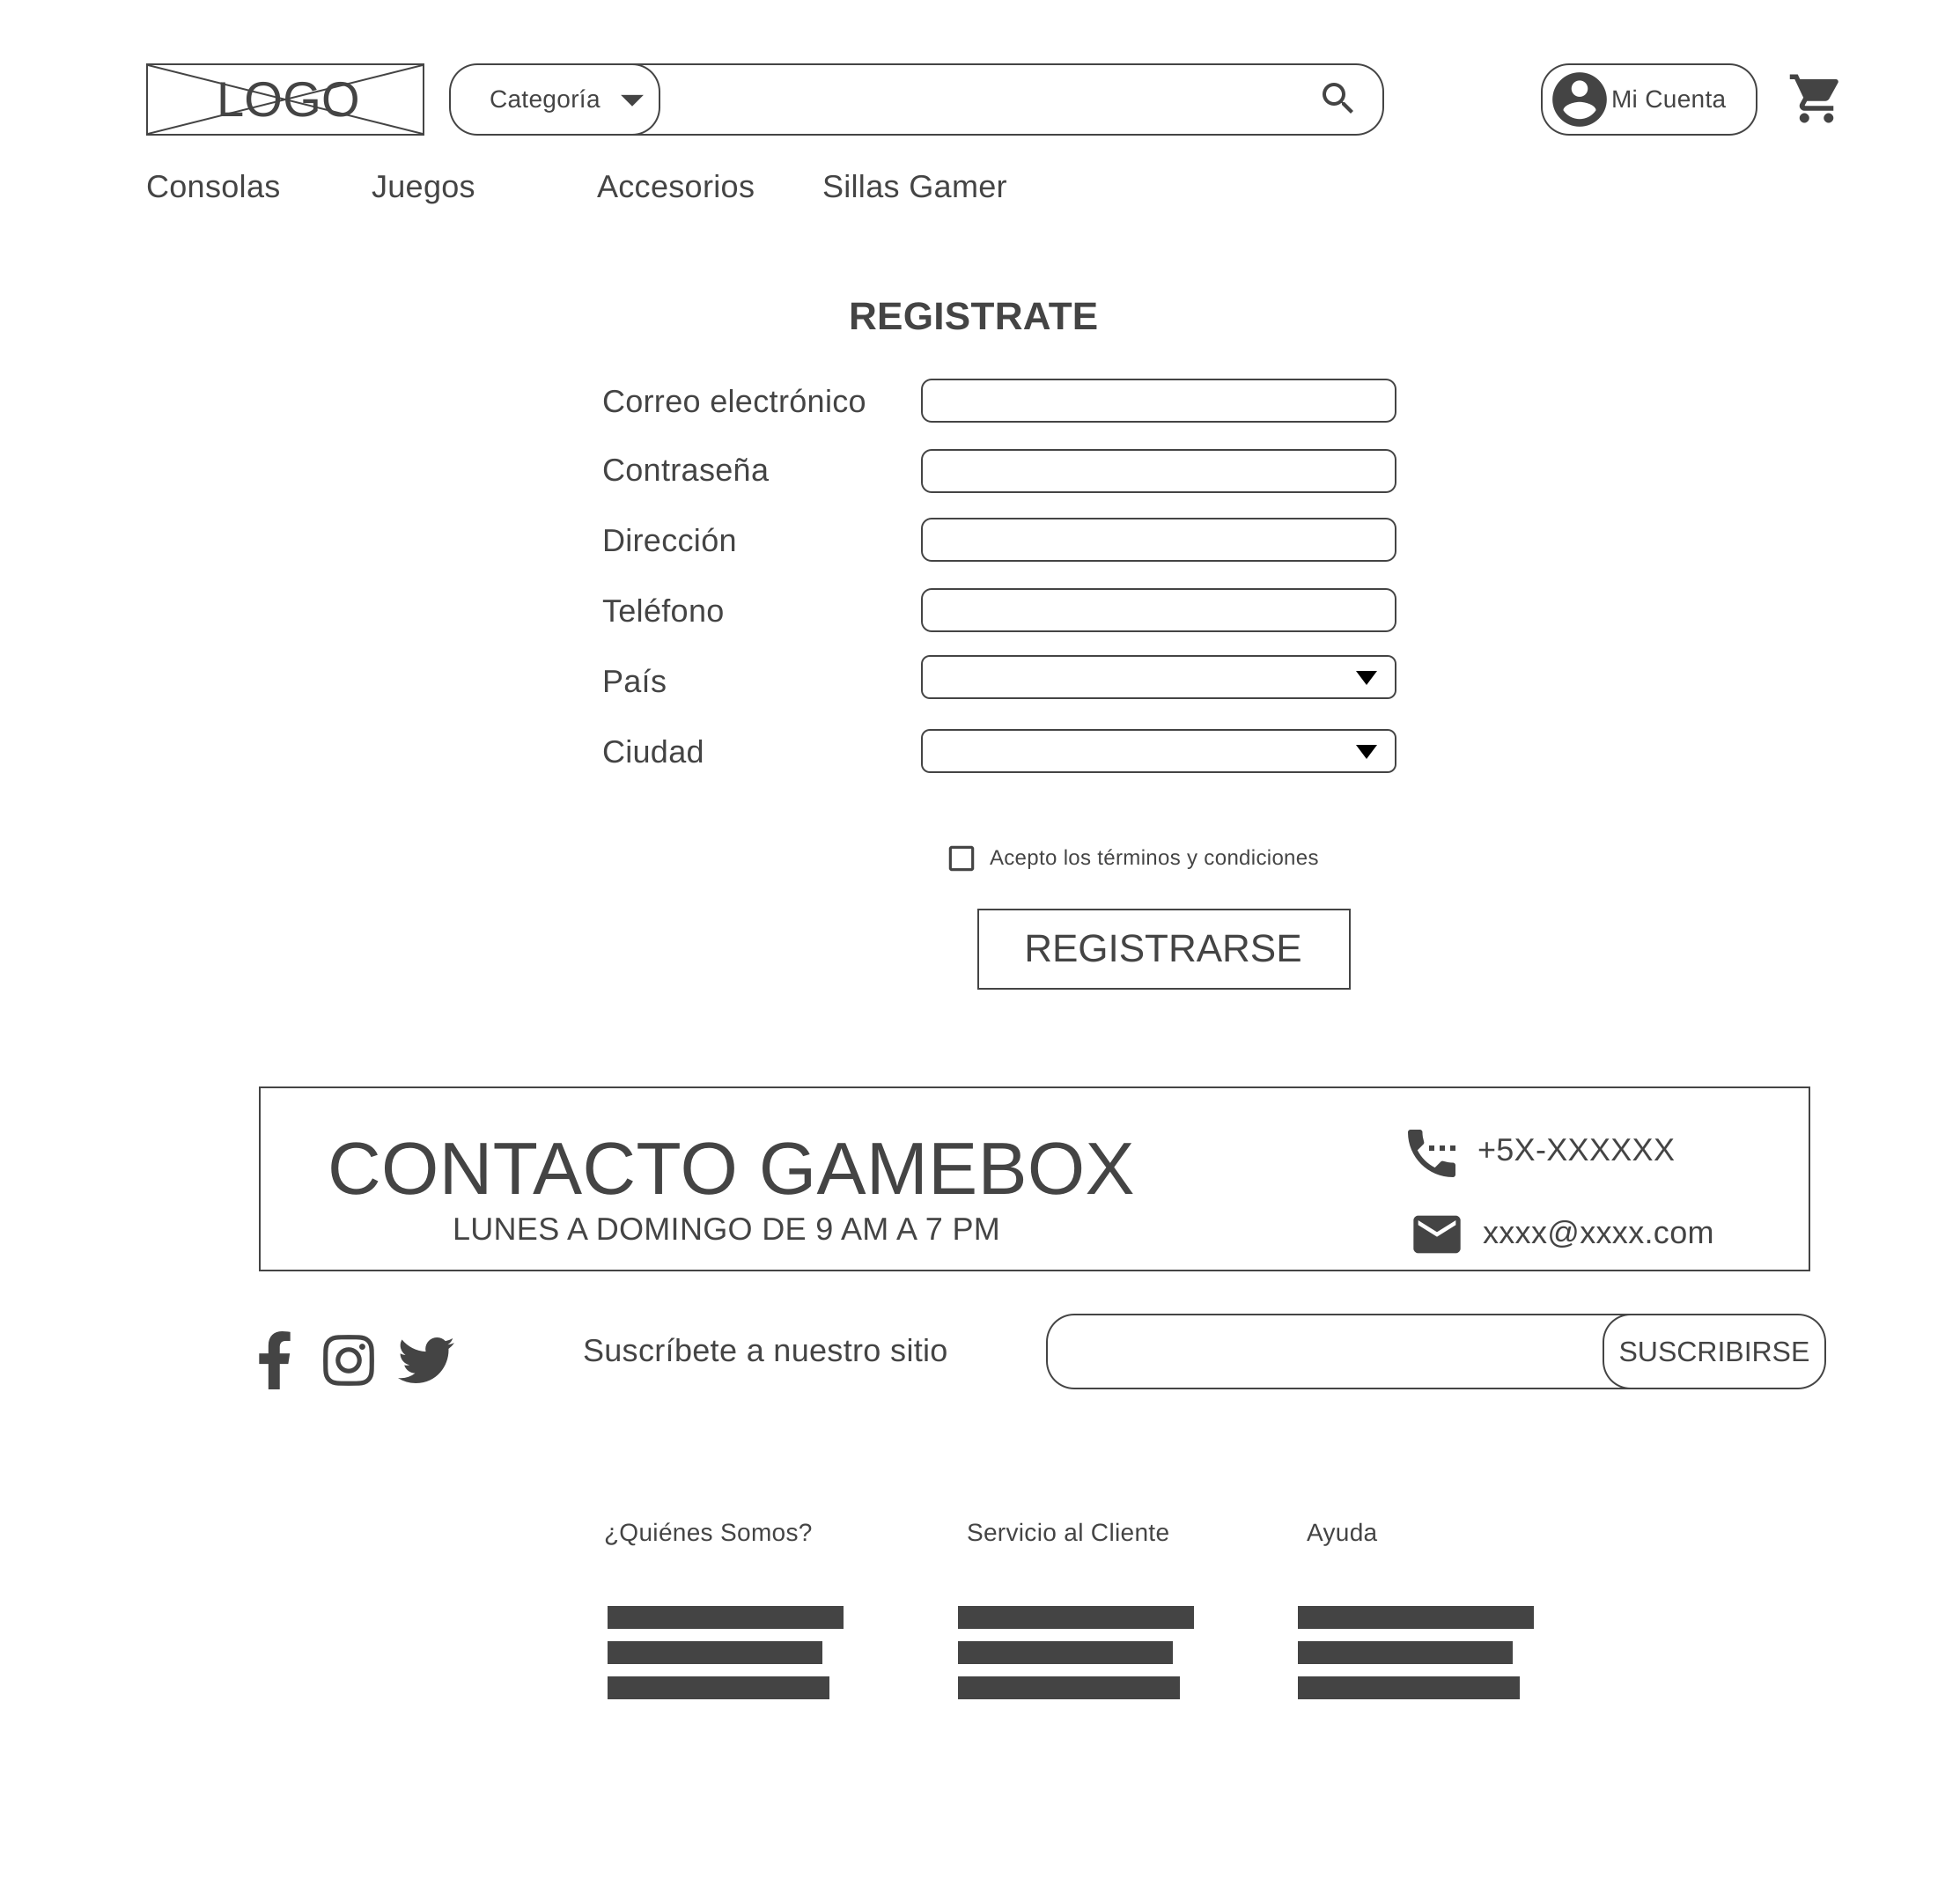 LOGO
Categoría
Mi Cuenta
Consolas
Juegos
Accesorios
Sillas Gamer
REGISTRATE
Correo electrónico
Contraseña
Dirección
Teléfono
País
Ciudad
Acepto los términos y condiciones
REGISTRARSE
CONTACTO GAMEBOX
LUNES A DOMINGO DE 9 AM A 7 PM
+5X-XXXXXX
xxxx@xxxx.com
Suscríbete a nuestro sitio
SUSCRIBIRSE
¿Quiénes Somos?
Servicio al Cliente
Ayuda